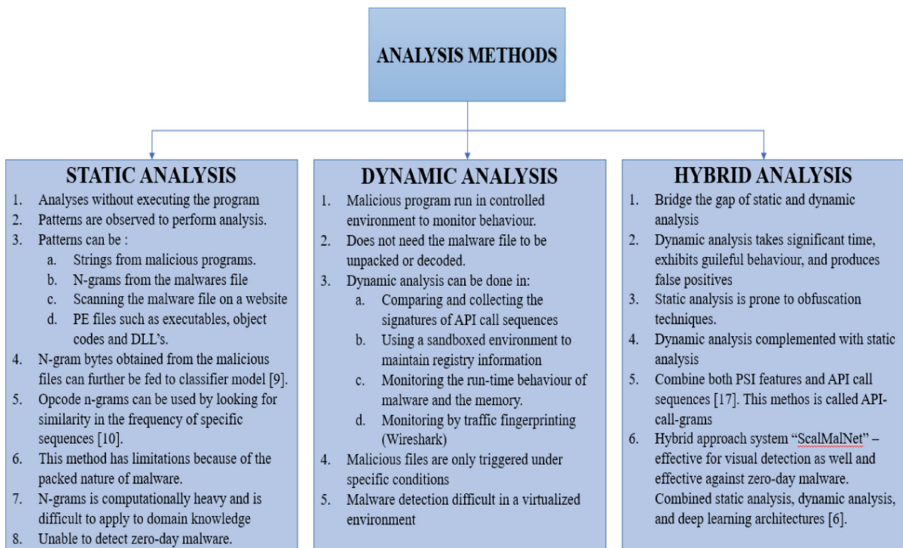 ANALYSIS METHODS
STATIC ANALYSIS
1. Analyses without executing the program
2. Patterns are observed to perform analysis.
3. Patterns can be :
a. Strings from malicious programs.
b. N-grams from the malwares file
c. Scanning the malware file on a website
d. PE files such as executables, object
codes and DLL's.
4. N-gram bytes obtained from the malicious
files can further be fed to classifier model [9].
5. Opcode n-grams can be used by looking for
similarity in the frequency of specific
sequences [10].
6. This method has limitations because of the
packed nature of malware.
7. N-grams is computationally heavy and is
difficult to apply to domain knowledge
8. Unable to detect zero-day malware.
DYNAMIC ANALYSIS
1. Malicious program run in controlled
environment to monitor behaviour.
2. Does not need the malware file to be
unpacked or decoded.
3. Dynamic analysis can be done in:
a. Comparing and collecting the
signatures of API call sequences
b. Using a sandboxed environment to
maintain registry information
c. Monitoring the run-time behaviour of
malware and the memory.
d. Monitoring by traffic fingerprinting
(Wireshark)
4. Malicious files are only triggered under
specific conditions
5. Malware detection difficult in a virtualized
environment
HYBRID ANALYSIS
1. Bridge the gap of static and dynamic
analysis
2. Dynamic analysis takes significant time,
exhibits guileful behaviour, and produces
false positives
3. Static analysis is prone to obfuscation
techniques.
4. Dynamic analysis complemented with static
analysis
5. Combine both PSI features and API call
sequences [17]. This methos is called API-
call-grams
6. Hybrid approach system “ScalMalNet” –
effective for visual detection as well and
effective against zero-day malware.
Combined static analysis, dynamic analysis,
and deep learning architectures [6].